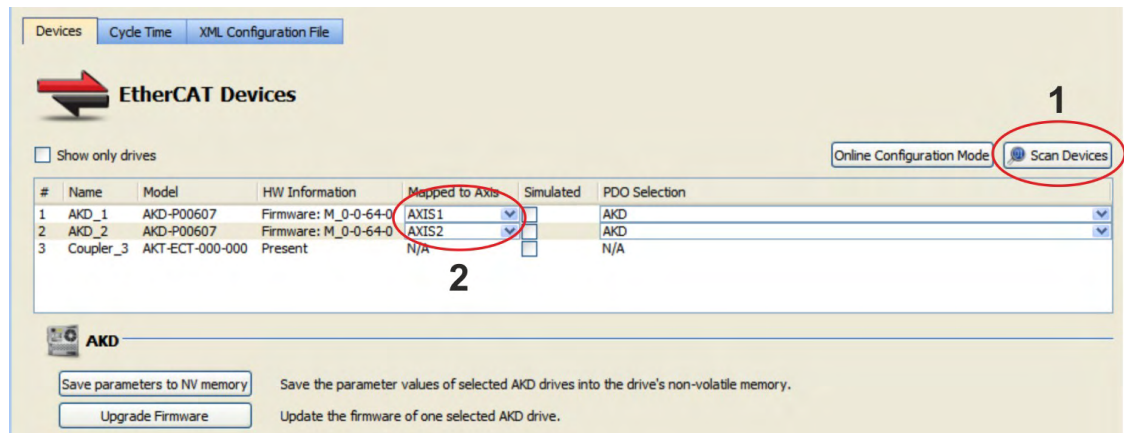 Devices Cycle Time XML Configuration File
EtherCAT Devices
1
Show only drives Online Configuration Mode Scan Devices
# Name Model HW Information Mapped to Axis Simulated PDO Selection
1 AKD_1 AKD-P00607 Firmware: M_0-0-64-0 AXIS1 AKD
2 AKD_2 AKD-P00607 Firmware: M_0-0-64-0 AXIS2 AKD
3 Coupler_3 AKT-ECT-000-000 Present N/A N/A
2
AKD
Save parameters to NV memory Save the parameter values of selected AKD drives into the drive's non-volatile memory.
Upgrade Firmware Update the firmware of one selected AKD drive.